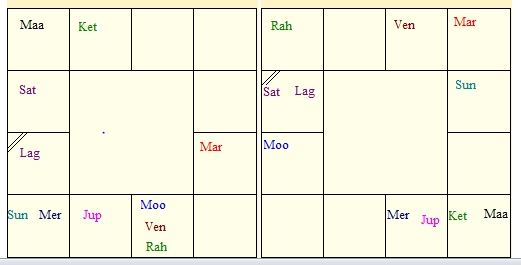 Maa Ket
Sat
Lag
Mar
Sun Mer Jup Moo
Ven
Rah
Rah Ven Mar
Sat Lag Sun
Moo
Mer Jup Ket Maa